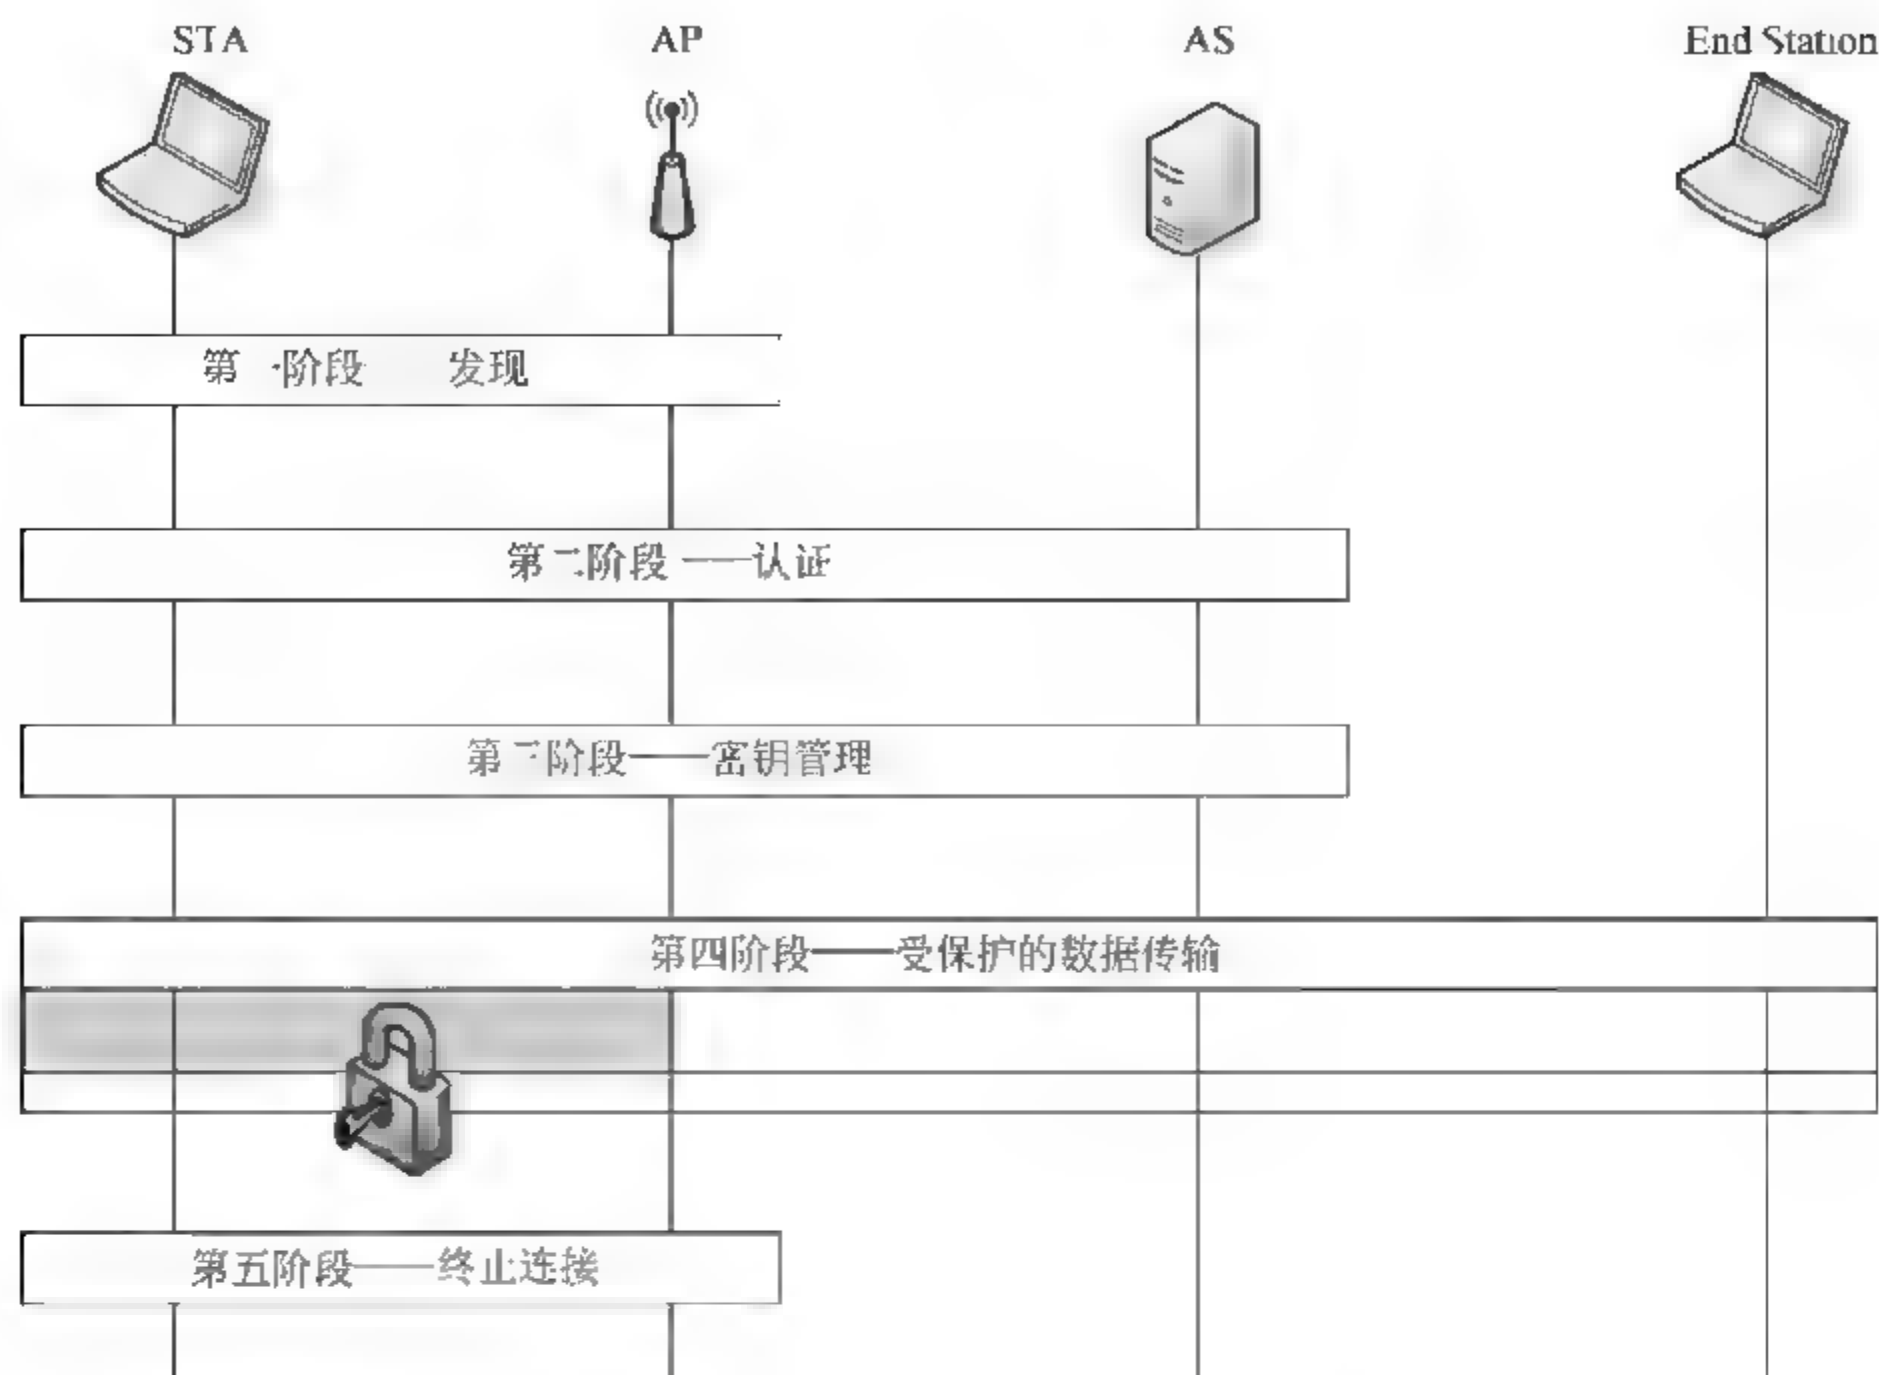 STA
AP
AS
End Station
第一阶段——发现
第二阶段——认证
第三阶段——密钥管理
第四阶段——受保护的数据传输
第五阶段——终止连接